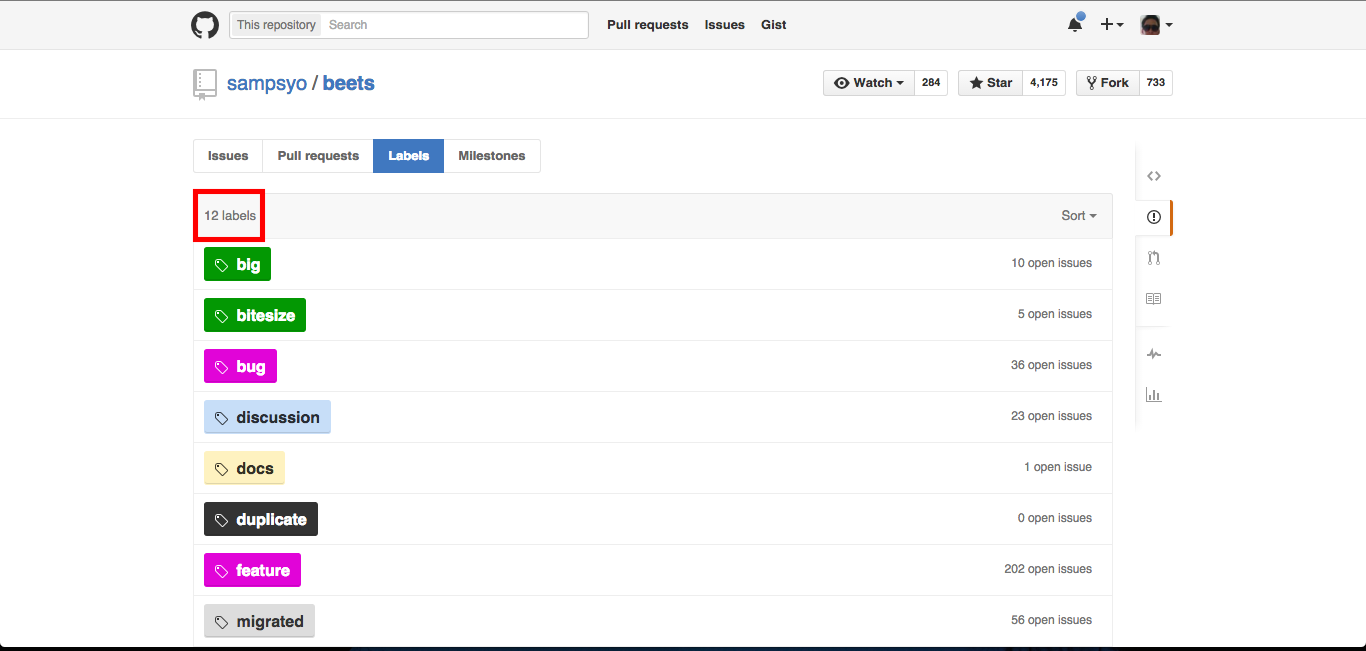 This repository Search Pull requests Issues Gist
sampsyo / beets Watch 284 Star 4,175 Fork 733
Issues Pull requests Labels Milestones
12 labels Sort
big 10 open issues
bitesize 5 open issues
bug 36 open issues
discussion 23 open issues
docs 1 open issue
duplicate 0 open issues
feature 202 open issues
migrated 56 open issues